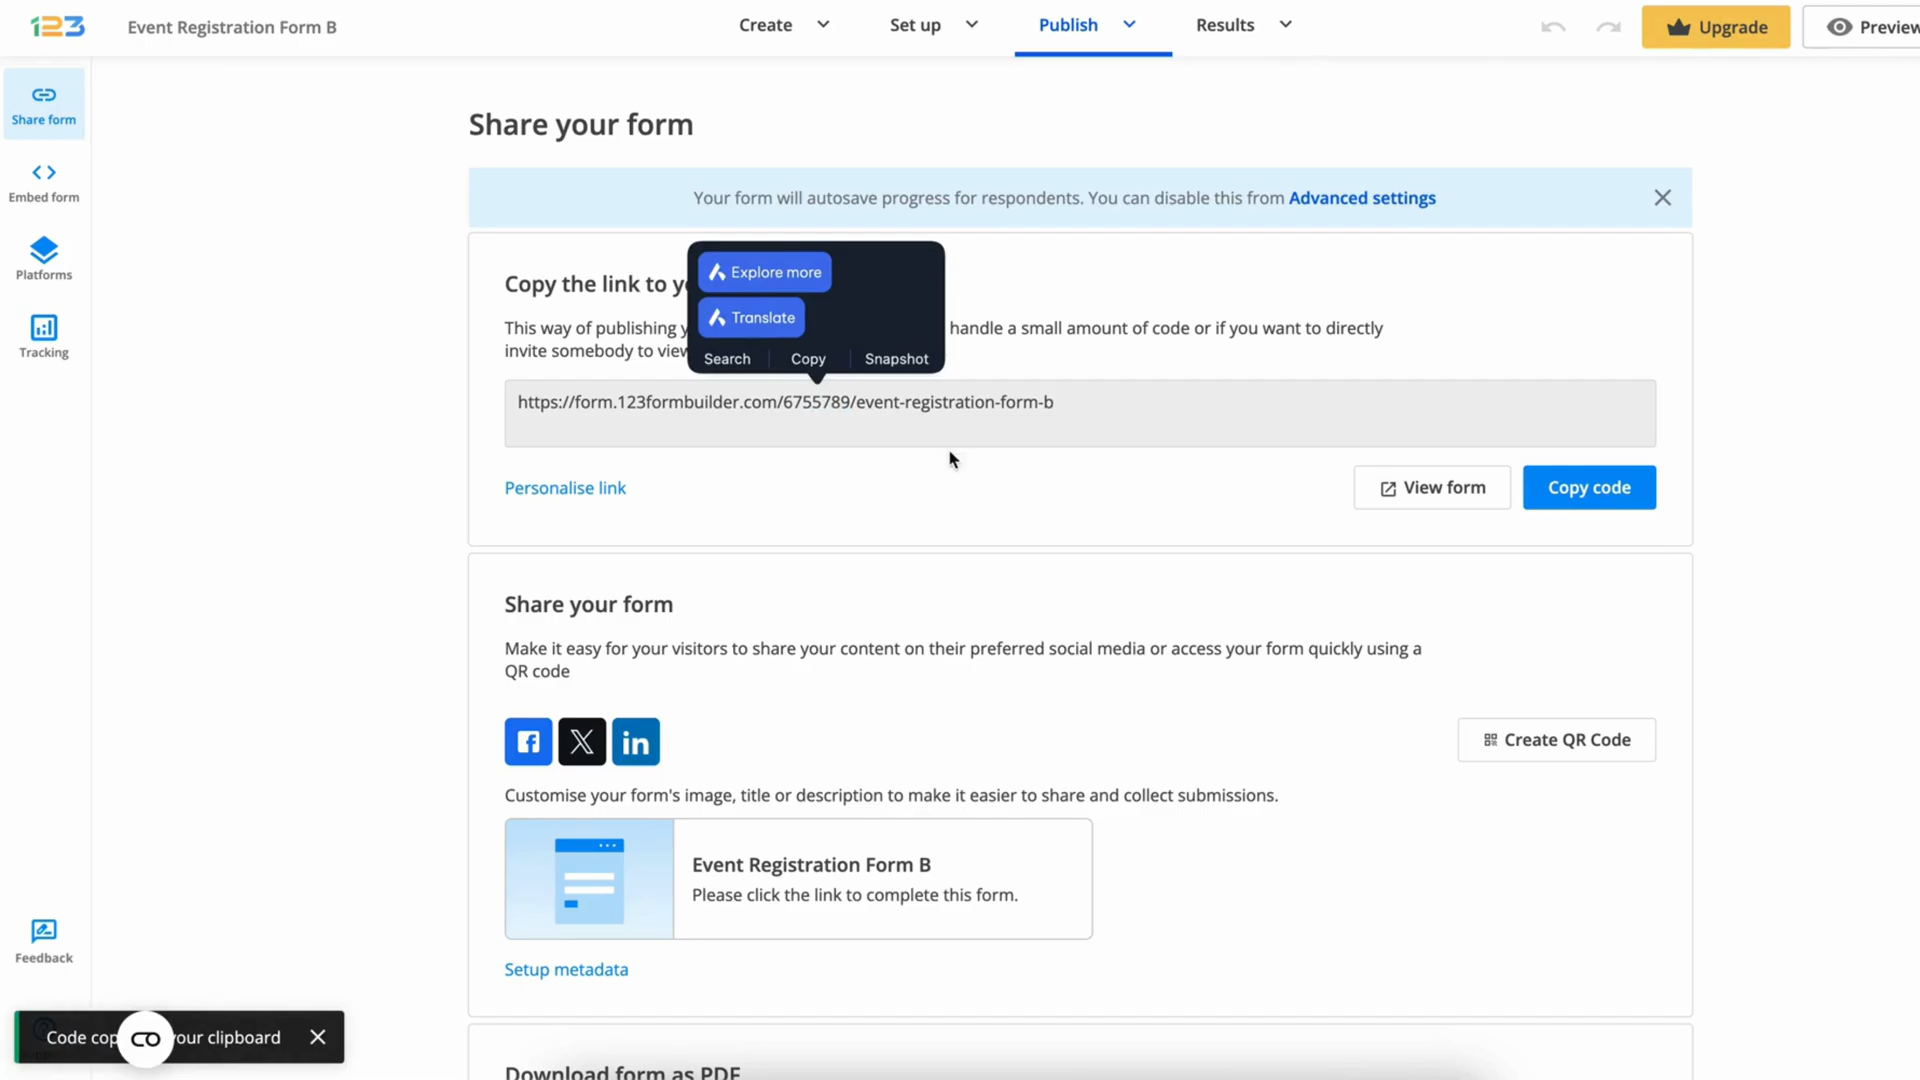 123
Event Registration Form B
Create
Set up
Publish
Results
Upgrade
Preview
Share form
Embed form
Platforms
Tracking
Feedback
Share your form
Your form will autosave progress for respondents. You can disable this from Advanced settings
Copy the link to
This way of publishing handle a small amount of code or if you want to directly
invite somebody to
Explore more
Translate
Search
Copy
Snapshot
https://form.123formbuilder.com/6755789/event-registration-form-b
Personalise link
View form
Copy code
Share your form
Make it easy for your visitors to share your content on their preferred social media or access your form quickly using a
QR code
Create QR Code
Customise your form's image, title or description to make it easier to share and collect submissions.
Event Registration Form B
Please click the link to complete this form.
Setup metadata
Code your clipboard
Download form as PDF